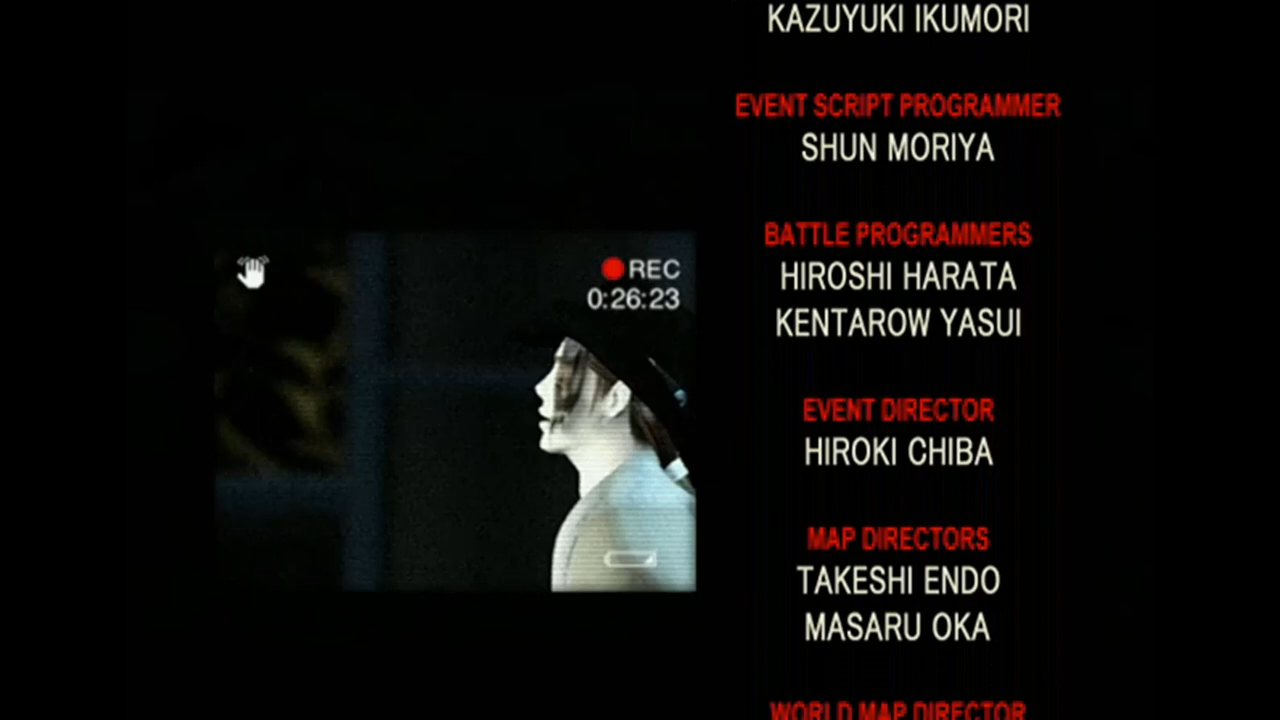 KAZUYUKI IKUMORI
EVENT SCRIPT PROGRAMMER
SHUN MORIYA
BATTLE PROGRAMMERS
HIROSHI HARATA
KENTAROW YASUI
EVENT DIRECTOR
HIROKI CHIBA
MAP DIRECTORS
TAKESHI ENDO
MASARU OKA
WORLD MAP DIRECTOR
REC
0:26:23